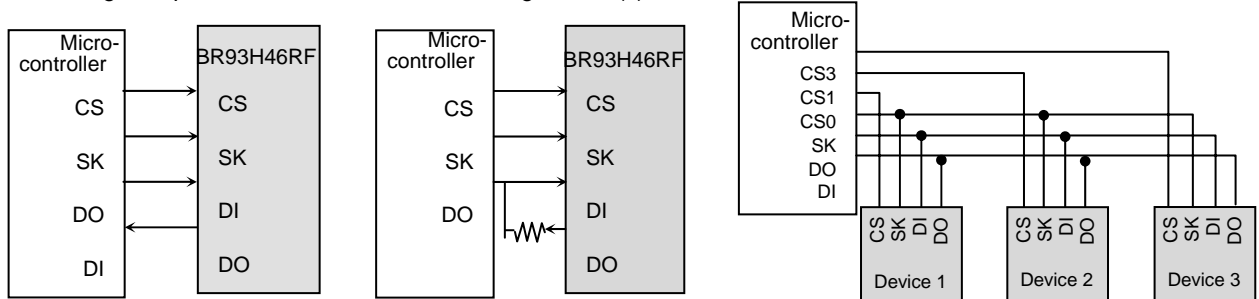 Micro-
controller
CS
SK
DO
DI
BR93H46RF
CS
SK
DI
DO
Micro-
controller
CS
SK
DO
BR93H46RF
CS
SK
DI
DO
Micro-
controller
CS3
CS1
CS0
SK
DO
DI
CS
SK
DI
DO
Device 1
CS
SK
DI
DO
Device 2
CS
SK
DI
DO
Device 3